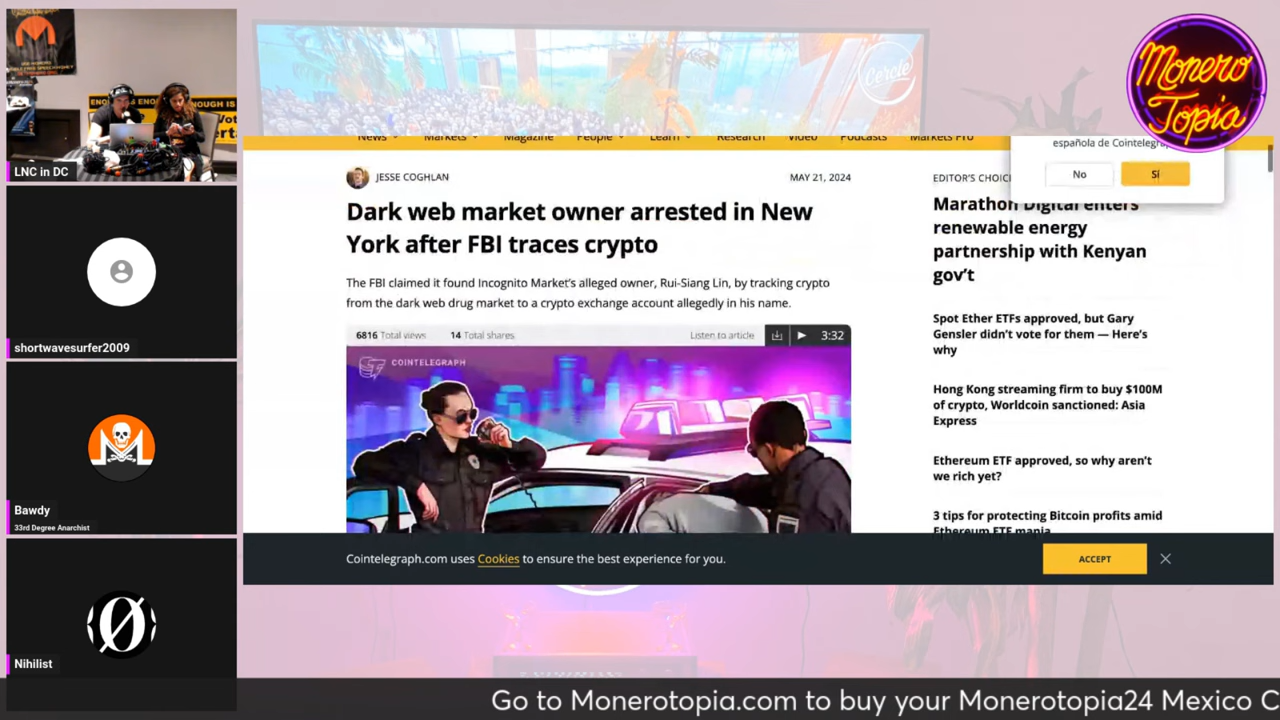 LNC in DC
shortwavesurfer2009
Bawdy
33rd Degree Anarchist
Nihilist
Cercle
Monero
Topia
News
Markets
Magazine
People
Learn
Research
Video
Podcasts
Markets Pro
española de
No
Sí
JESSE COGHLAN
MAY 21, 2024
Dark web market owner arrested in New
York after FBI traces crypto
The FBI claimed it found Incognito Market's alleged owner, Rui-Siang Lin, by tracking crypto
from the dark web drug market to a crypto exchange account allegedly in his name.
6816 Total views
14 Total shares
Listen to article
3:32
COINTELEGRAPH
EDITOR'S
Marathon Digital enters
renewable energy
partnership with Kenyan
gov't
Spot Ether ETFs approved, but Gary
Gensler didn't vote for them — Here's
why
Hong Kong streaming firm to buy $100M
of crypto, Worldcoin sanctioned: Asia
Express
Ethereum ETF approved, so why aren't
we rich yet?
3 tips for protecting Bitcoin profits amid
Ethereum ETF mania
Cointelegraph.com uses Cookies to ensure the best experience for you.
ACCEPT
Go to Monerotopia.com to buy your Monerotopia24 Mexico C